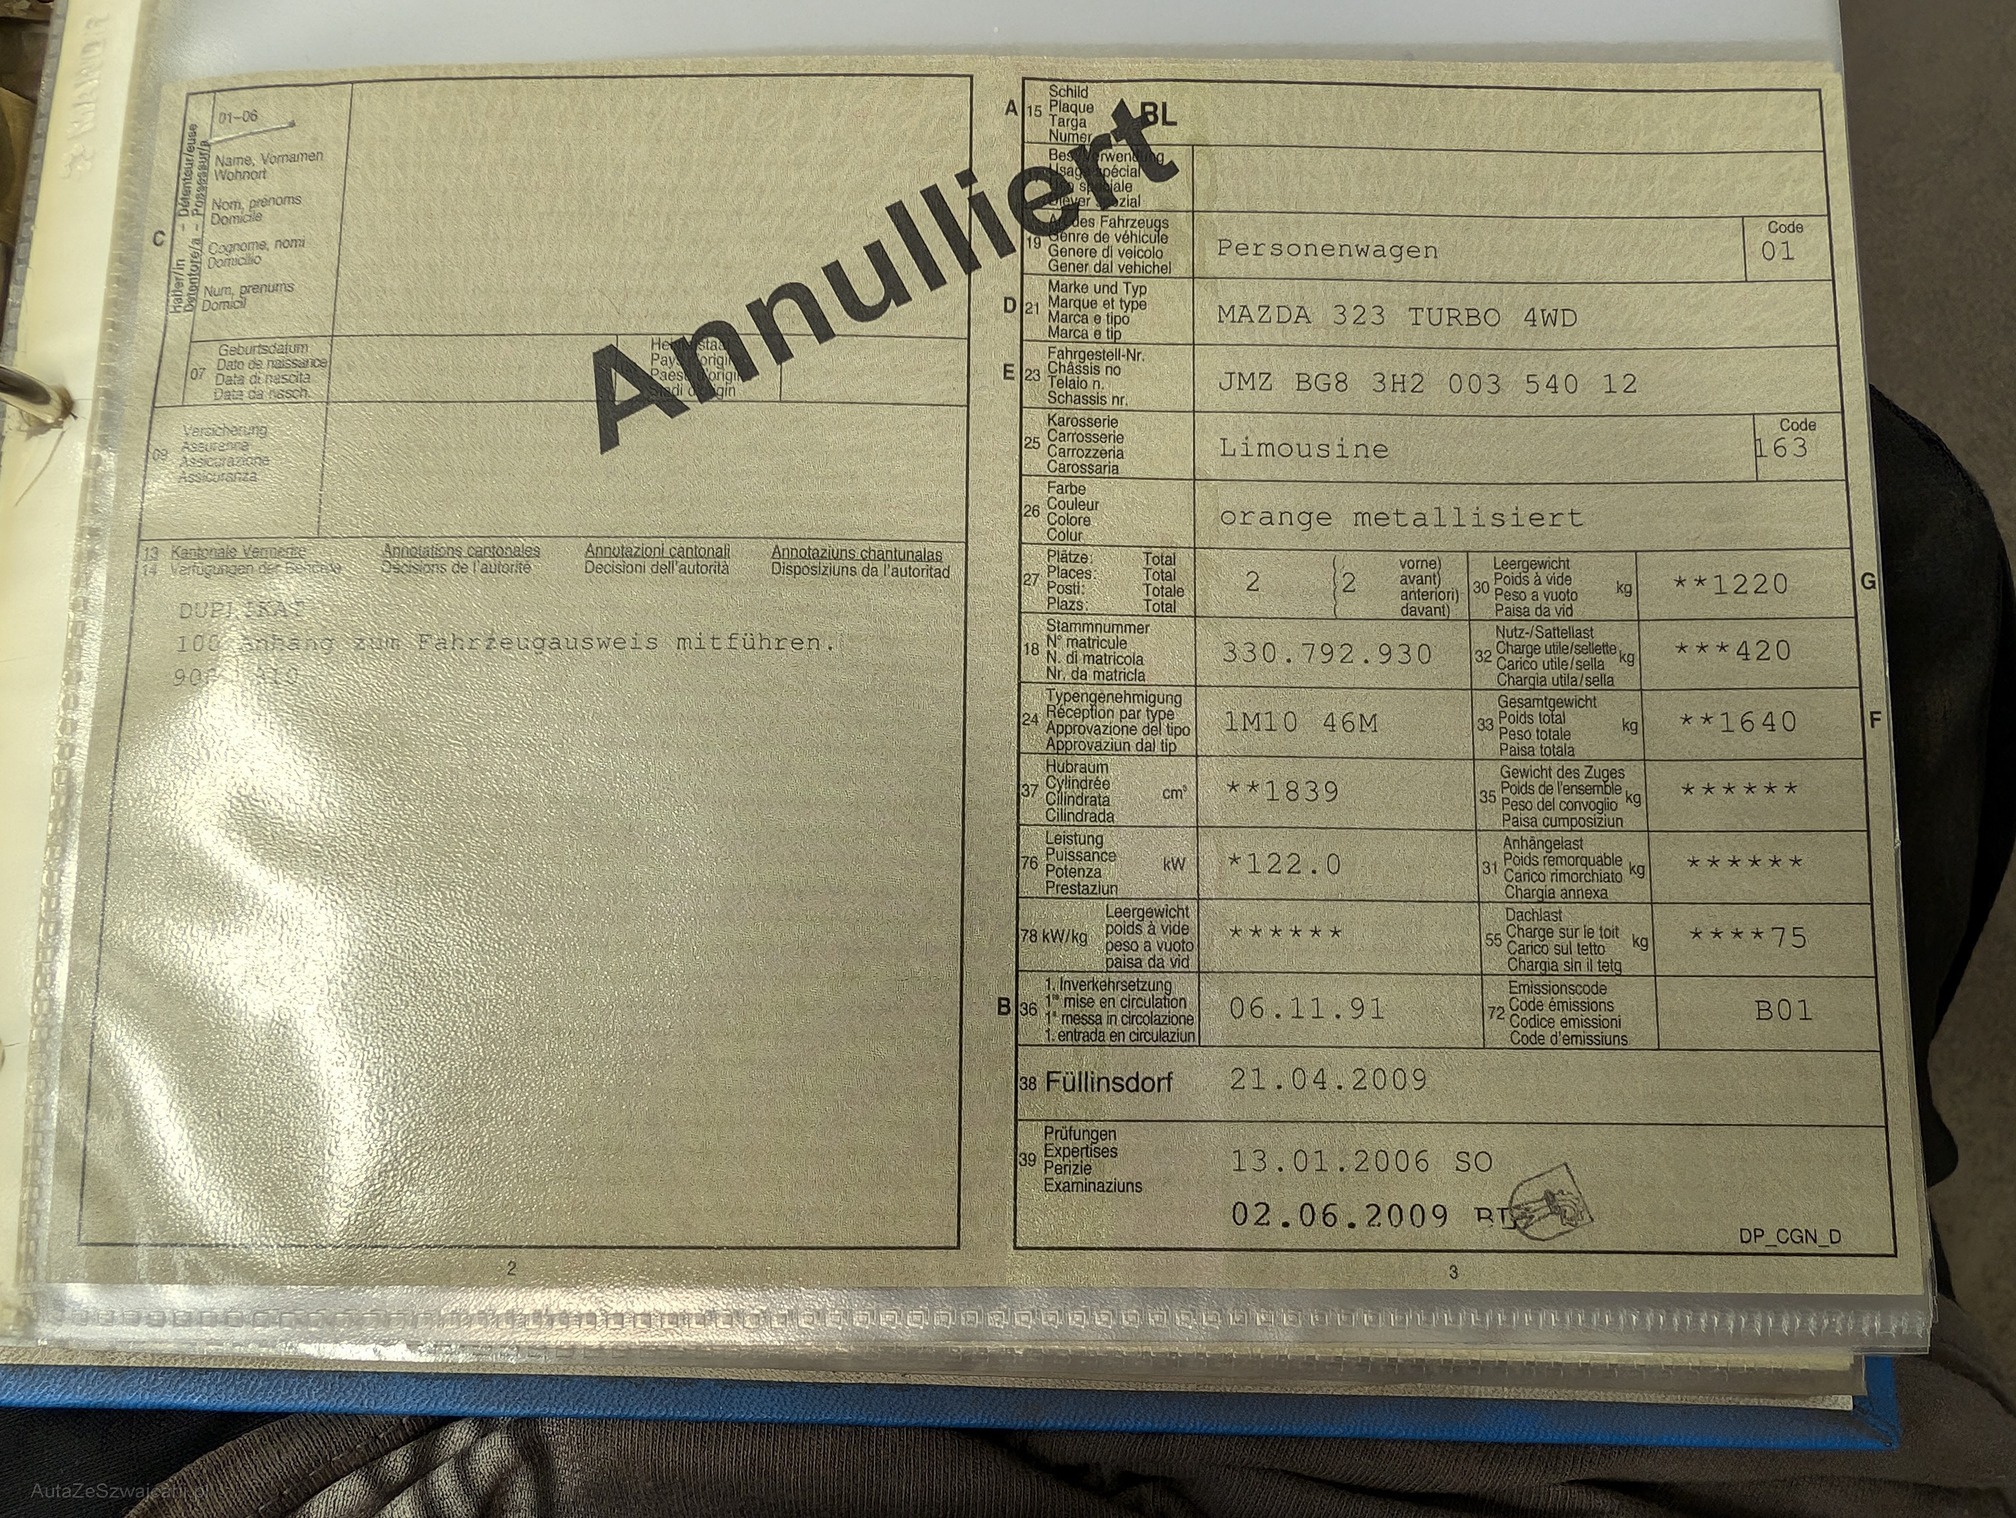 01-06
Halter/in - Détenteur/euse
Detentore/a - Possessur/a
C
Name, Vornamen
Wohnort
Nom, prénoms
Domicile
Cognome, nomi
Domicilio
Num, prenums
Domicil
07
Geburtsdatum
Date de naissance
Data di nascita
Data da nasch.
Pays
Paese d'origin
09
Versicherung
Assurance
Assicurazione
Assicuranza
13 Kantonale Vermerke Annotations cantonales Annotazioni cantonali Annotaziuns chantunalas
14 Verfügungen der Behörde Décisions de l'autorité Decisioni dell'autorità Disposiziuns da l'autoritad
DUPLIKAT
100 Anhang zum Fahrzeugausweis mitführen.
2
Annulliert
A 15
Schild
Plaque
Targa
Numer
BL
Usage spécial
19
Art des Fahrzeugs
Genre de véhicule
Genere di veicolo
Gener dal vehichel
Personenwagen
Code
01
D 21
Marke und Typ
Marque et type
Marca e tipo
Marca e tip
MAZDA 323 TURBO 4WD
E 23
Fahrgestell-Nr.
Châssis no
Telaio n.
Schassis nr.
JMZ BG8 3H2 003 540 12
25
Karosserie
Carrosserie
Carrozzeria
Carossaria
Limousine
Code
163
26
Farbe
Couleur
Colore
Colur
orange metallisiert
27
Plätze: Total
Places: Total
Posti: Totale
Plazs: Total
2 2
vorne)
avant)
anteriori)
davant)
30
Leergewicht
Poids à vide
Peso a vuoto
Paisa da vid
kg
**1220
G
18
Stammnummer
N° matricule
N. di matricola
Nr. da matricla
330.792.930
32
Nutz-/Sattellast
Charge utile/sellette
Carico utile/sella
Chargia utila/sella
kg
***420
24
Typengenehmigung
Réception par type
Approvazione del tipo
Approvaziun dal tip
1M10 46M
33
Gesamtgewicht
Poids total
Peso totale
Paisa totala
kg
**1640
F
37
Hubraum
Cylindrée
Cilindrata
Cilindrada
cm³
**1839
35
Gewicht des Zuges
Poids de l'ensemble
Peso del convoglio
Paisa cumposiziun
kg
******
76
Leistung
Puissance
Potenza
Prestaziun
kW
*122.0
31
Anhängelast
Poids remorquable
Carico rimorchiato
Chargia annexa
kg
******
78 kW/kg
Leergewicht
poids à vide
peso a vuoto
paisa da vid
******
55
Dachlast
Charge sur le toit
Carico sul tetto
Chargia sin il tetg
kg
****75
B 36
1. Inverkehrsetzung
1re mise en circulation
1a messa in circolazione
1. entrada en circulaziun
06.11.91
72
Emissionscode
Code émissions
Codice emissioni
Code d'emissiuns
B01
38 Füllinsdorf 21.04.2009
39
Prüfungen
Expertises
Perizie
Examinaziuns
13.01.2006 SO
02.06.2009
DP_CGN_D
3
AutaZeSzwajcarii.pl